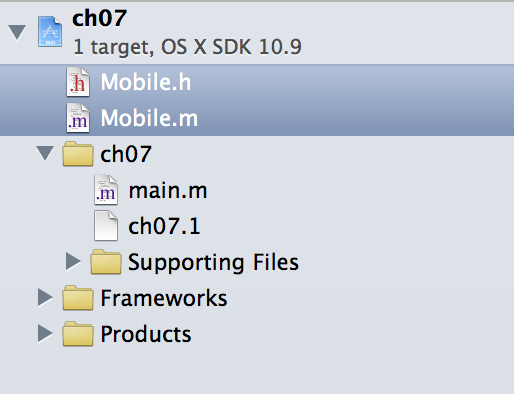 ch07
1 target, OS X SDK 10.9
.h Mobile.h
.m Mobile.m
ch07
.m main.m
ch07.1
Supporting Files
Frameworks
Products